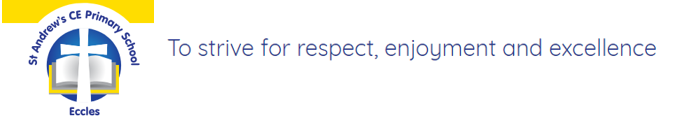 St Andrew's CE Primary School
To strive for respect, enjoyment and excellence
Eccles